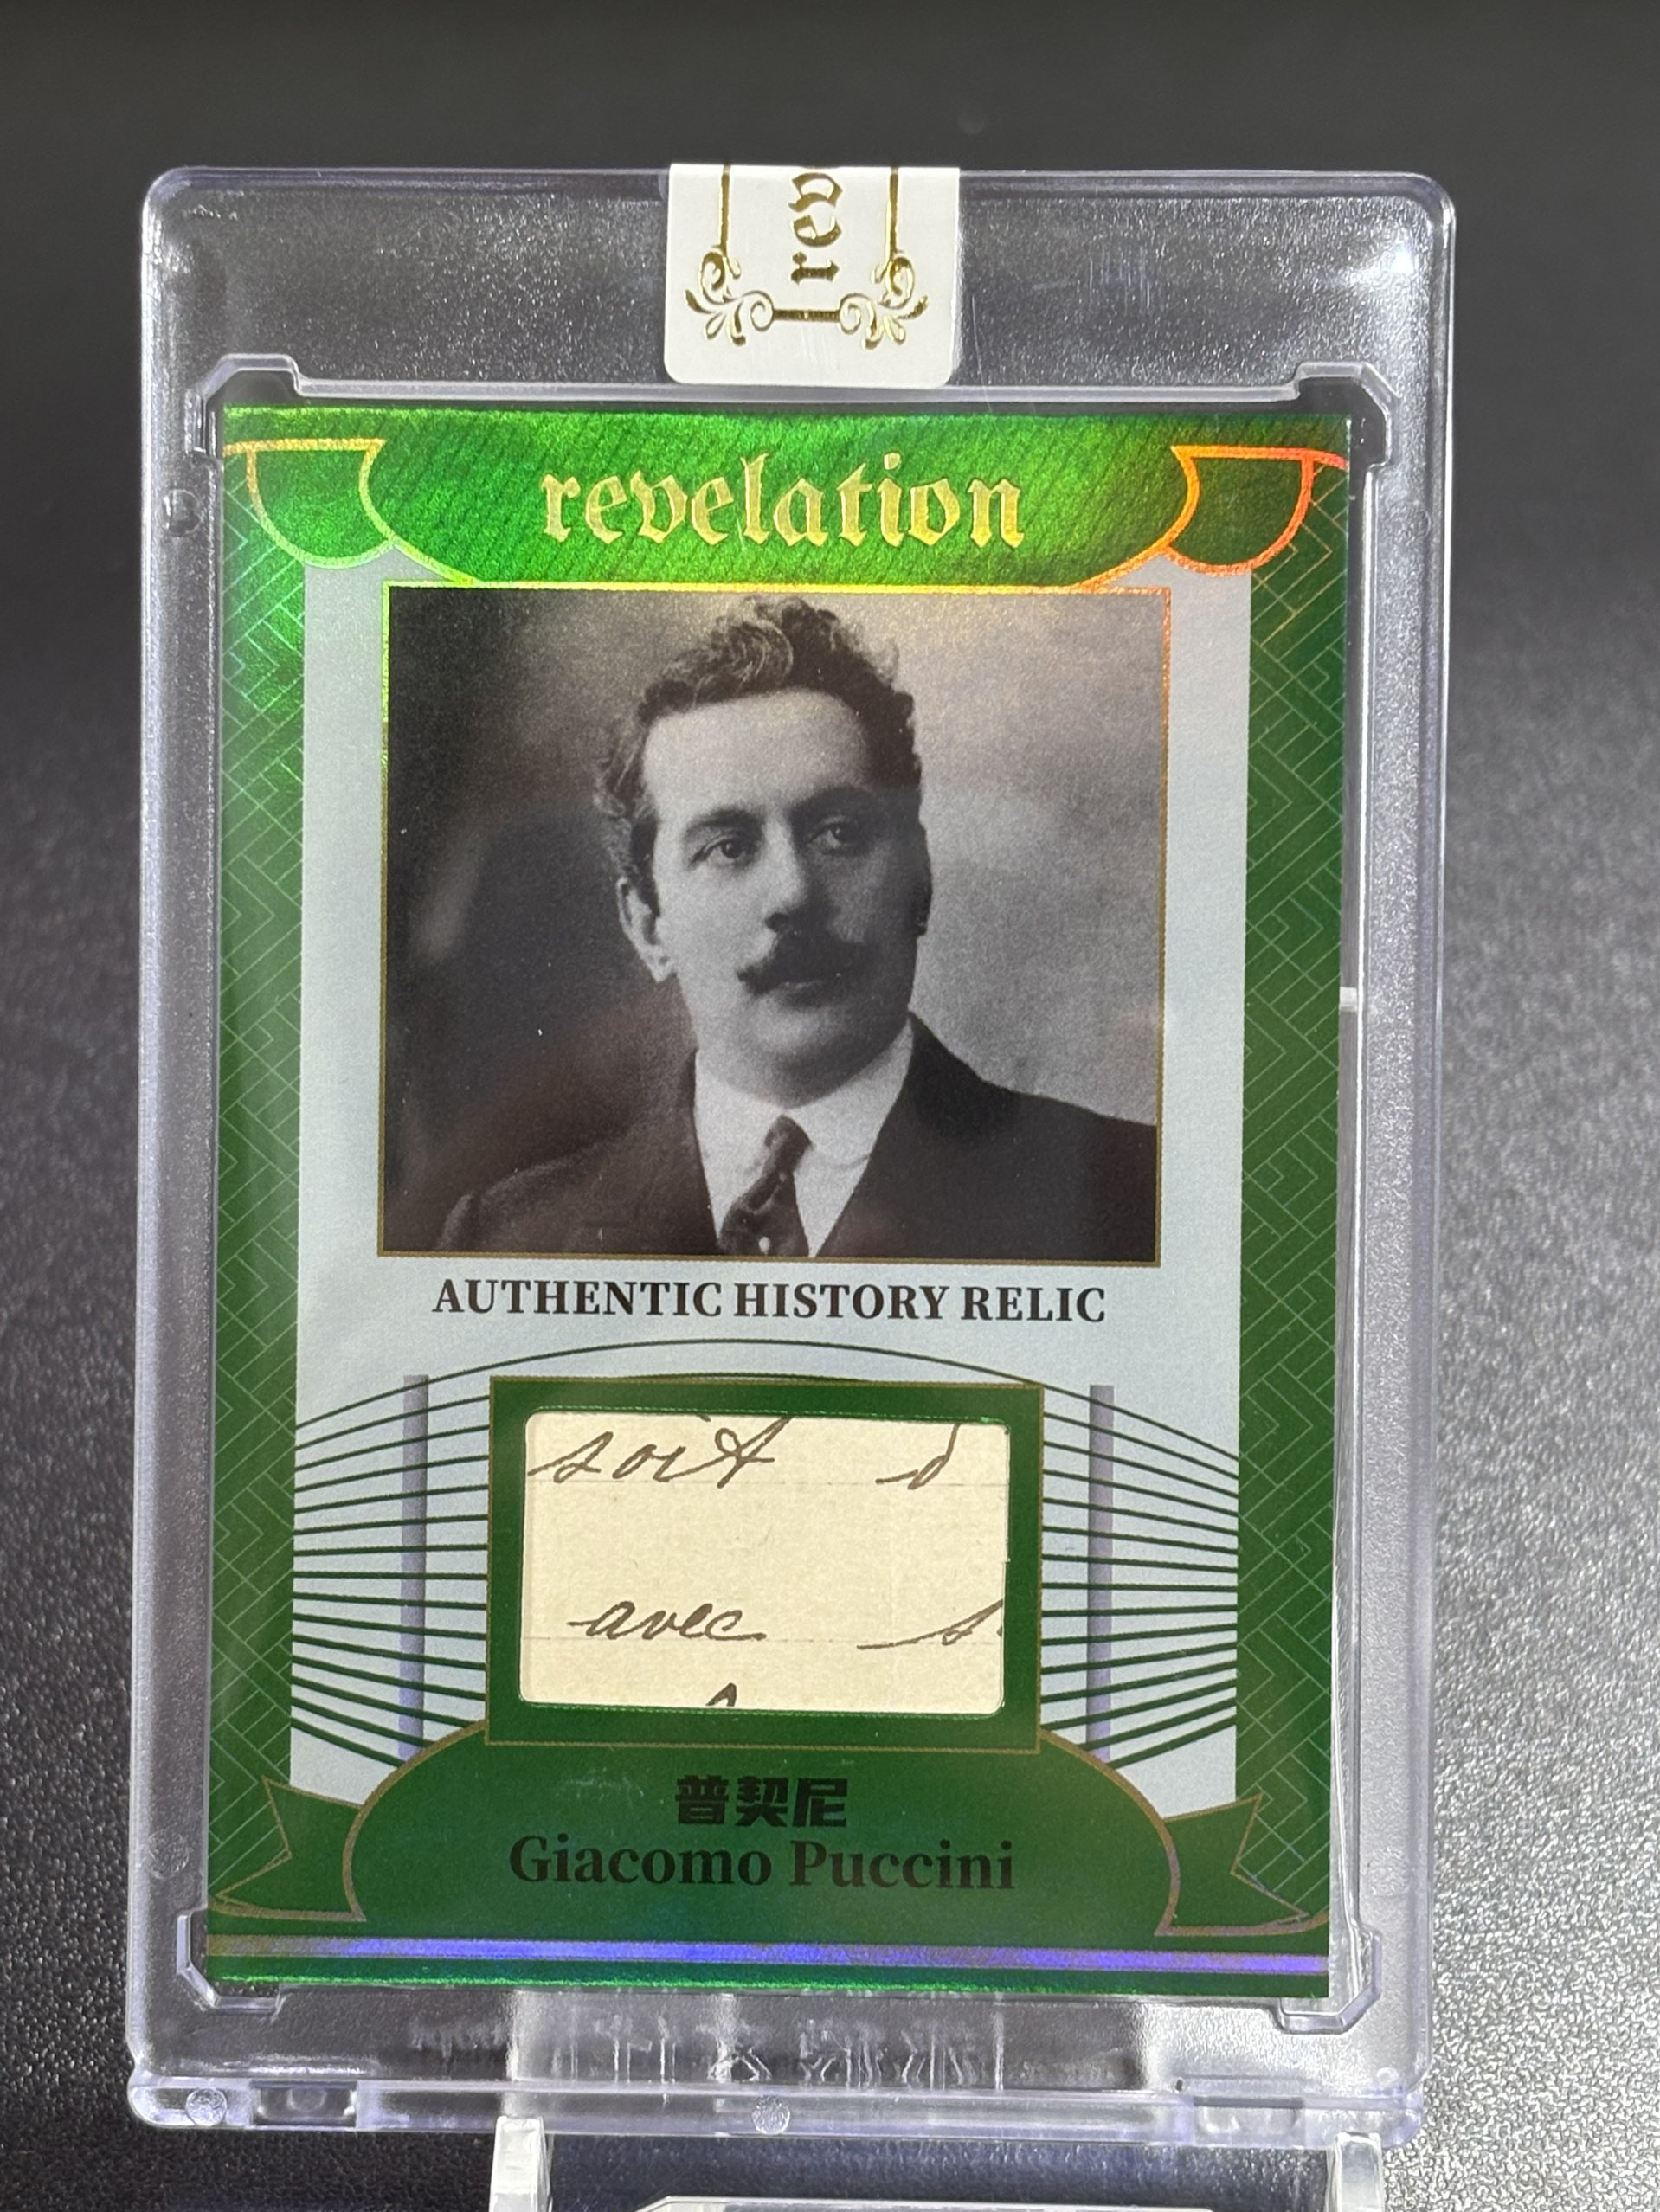 rev
revelation
AUTHENTIC HISTORY RELIC
soit d
avec s
普契尼
Giacomo Puccini